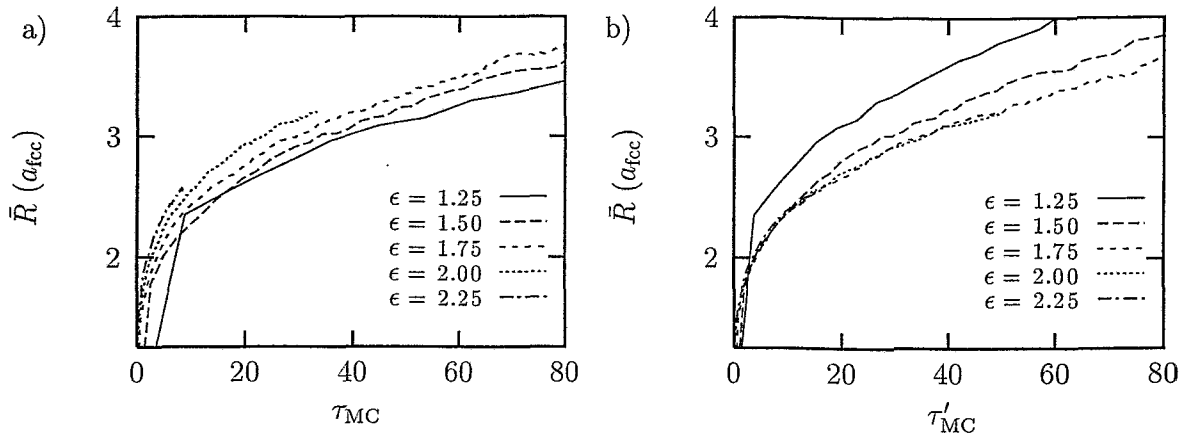 a)
4
3
2
R̄ (a_fcc)
ϵ = 1.25
ϵ = 1.50
ϵ = 1.75
ϵ = 2.00
ϵ = 2.25
0 20 40 60 80
τ_MC
b)
4
3
2
R̄ (a_fcc)
ϵ = 1.25
ϵ = 1.50
ϵ = 1.75
ϵ = 2.00
ϵ = 2.25
0 20 40 60 80
τ′_MC